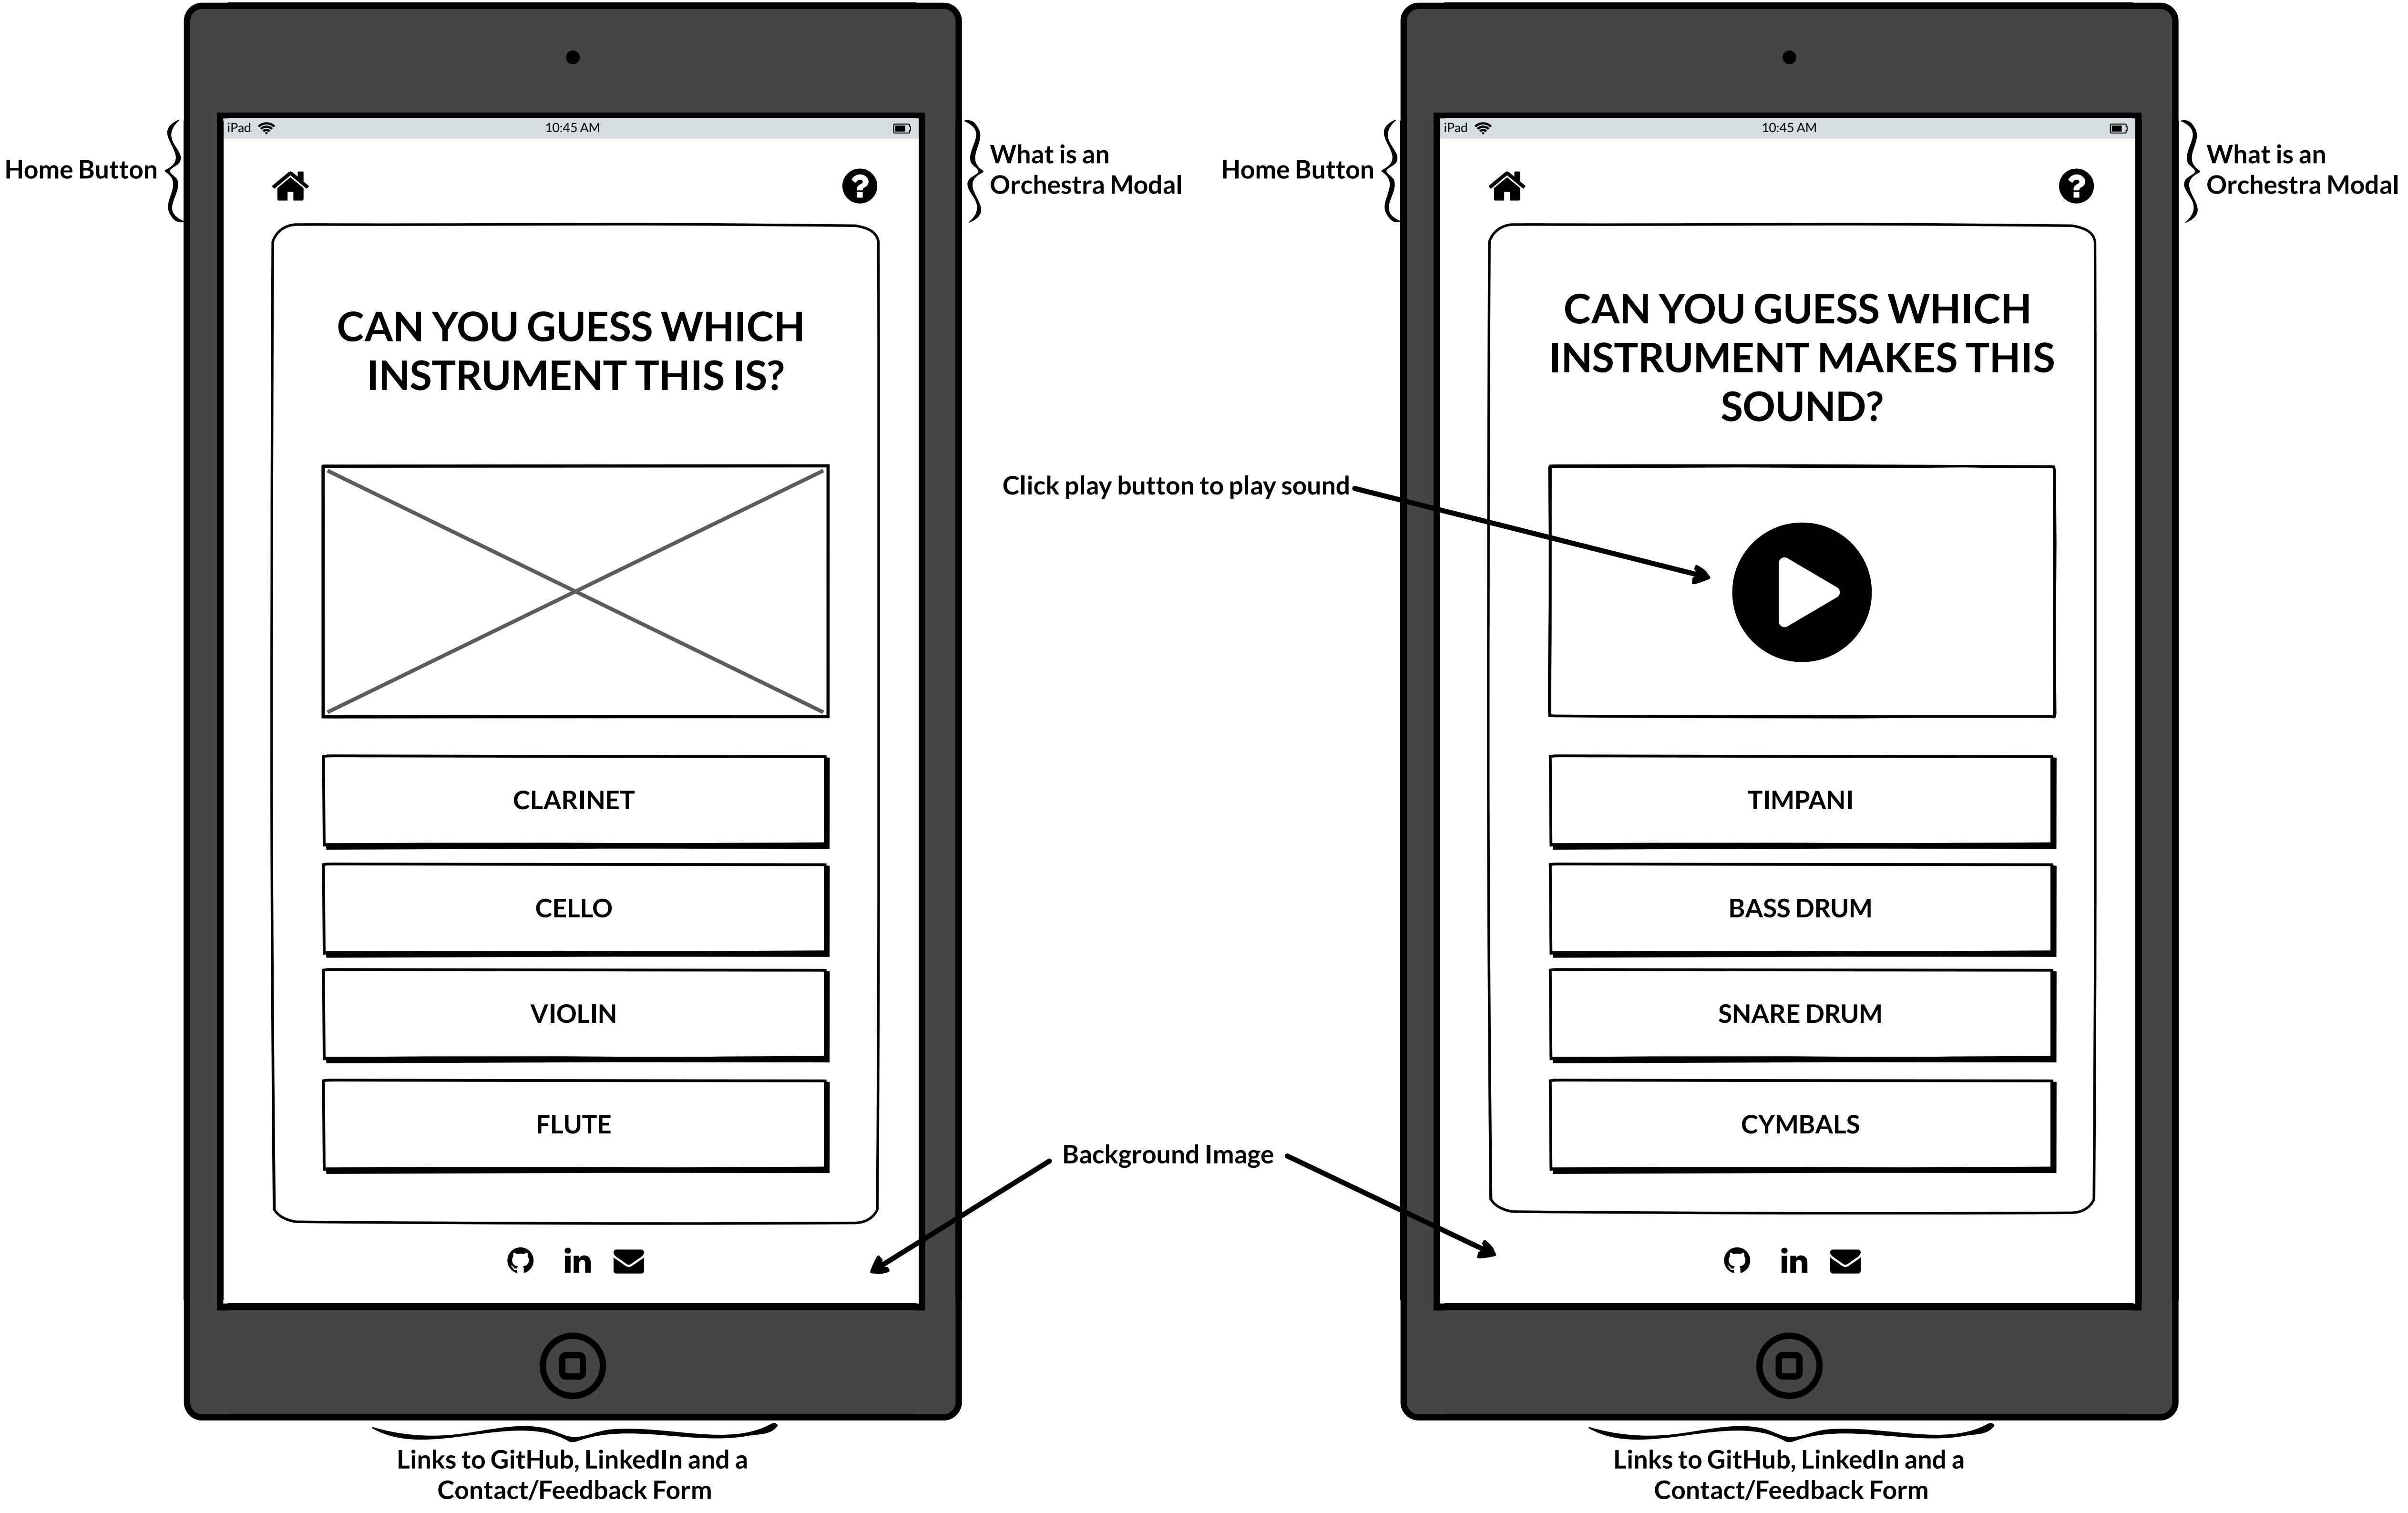 iPad
10:45 AM
Home Button
What is an
Orchestra Modal
CAN YOU GUESS WHICH
INSTRUMENT THIS IS?
CLARINET
CELLO
VIOLIN
FLUTE
in
Links to GitHub, LinkedIn and a
Contact/Feedback Form
Click play button to play sound
Background Image
iPad
10:45 AM
Home Button
What is an
Orchestra Modal
CAN YOU GUESS WHICH
INSTRUMENT MAKES THIS
SOUND?
TIMPANI
BASS DRUM
SNARE DRUM
CYMBALS
in
Links to GitHub, LinkedIn and a
Contact/Feedback Form